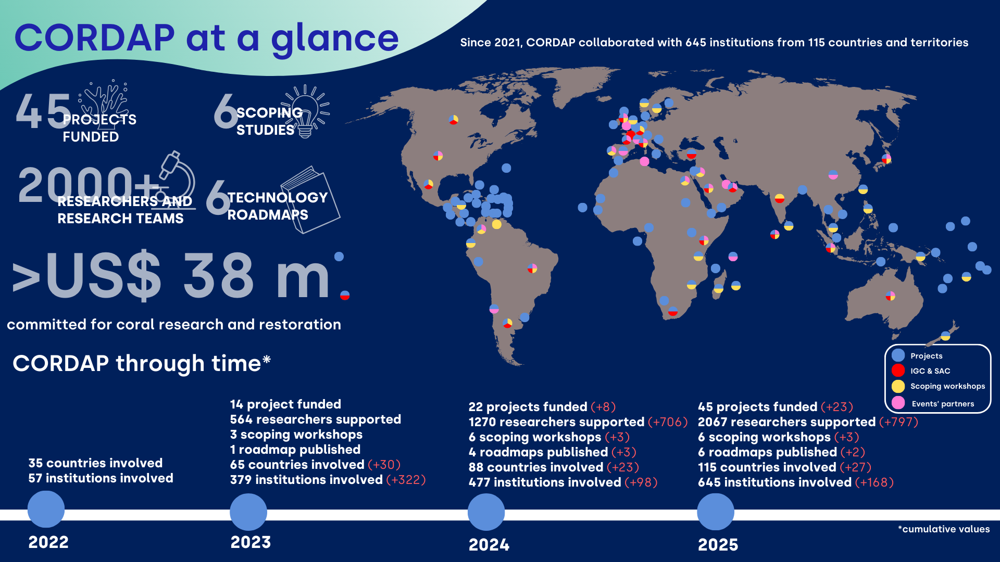 CORDAP at a glance
Since 2021, CORDAP collaborated with 645 institutions from 115 countries and territories
45
PROJECTS
FUNDED
6
SCOPING
STUDIES
2000+
RESEARCHERS AND
RESEARCH TEAMS
6
TECHNOLOGY
ROADMAPS
>US$ 38 m
committed for coral research and restoration
Projects
IGC & SAC
Scoping workshops
Events' partners
CORDAP through time*
35 countries involved
57 institutions involved
2022
14 project funded
564 researchers supported
3 scoping workshops
1 roadmap published
65 countries involved (+30)
379 institutions involved (+322)
2023
22 projects funded (+8)
1270 researchers supported (+706)
6 scoping workshops (+3)
4 roadmaps published (+3)
88 countries involved (+23)
477 institutions involved (+98)
2024
45 projects funded (+23)
2067 researchers supported (+797)
6 scoping workshops (+3)
6 roadmaps published (+2)
115 countries involved (+27)
645 institutions involved (+168)
2025
*cumulative values